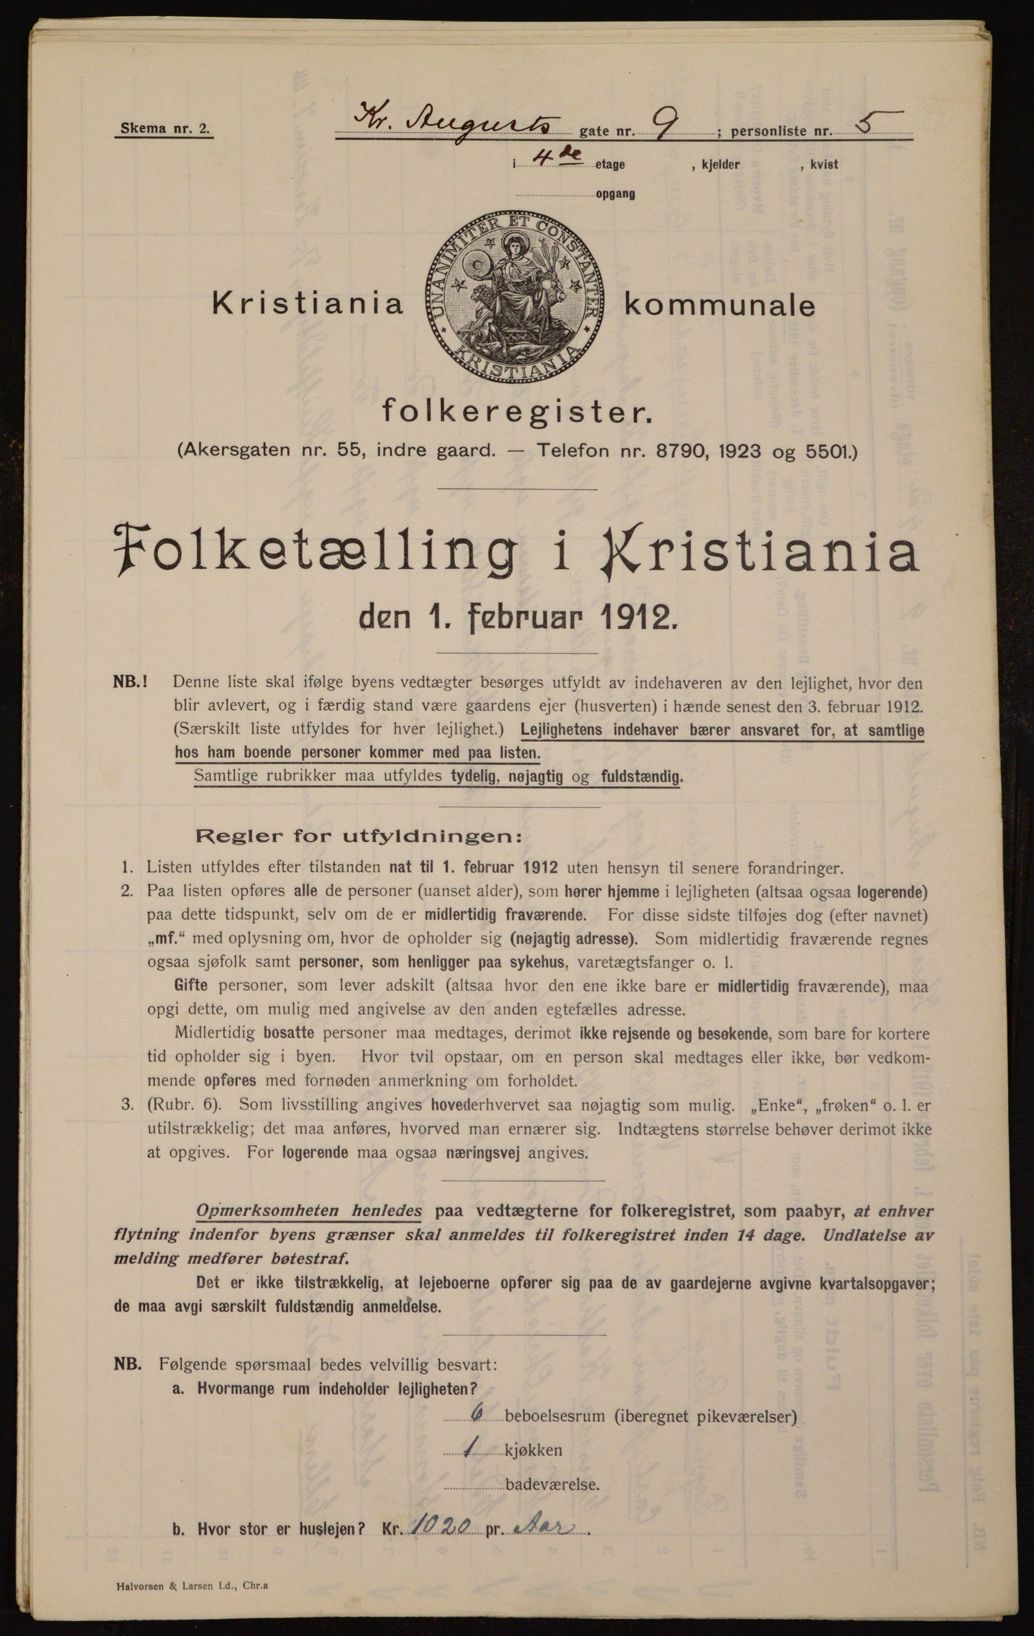 Skema nr. 2.
Kr. Augusts gate nr. 9 ; personliste nr. 5
i 4de etage , kjelder , kvist
opgang
UNANIMITER ET CONSTANTER
KRISTIANIA
Kristiania kommunale
folkeregister.
(Akersgaten nr. 55, indre gaard. — Telefon nr. 8790, 1923 og 5501.)
Folketælling i Kristiania
den 1. februar 1912.
NB.! Denne liste skal ifølge byens vedtægter besørges utfyldt av indehaveren av den lejlighet, hvor den
blir avlevert, og i færdig stand være gaardens ejer (husverten) i hænde senest den 3. februar 1912.
(Særskilt liste utfyldes for hver lejlighet.) Lejlighetens indehaver bærer ansvaret for, at samtlige
hos ham boende personer kommer med paa listen.
Samtlige rubrikker maa utfyldes tydelig, nøjagtig og fuldstændig.
Regler for utfyldningen:
1. Listen utfyldes efter tilstanden nat til 1. februar 1912 uten hensyn til senere forandringer.
2. Paa listen opføres alle de personer (uanset alder), som hører hjemme i lejligheten (altsaa ogsaa logerende)
paa dette tidspunkt, selv om de er midlertidig fraværende. For disse sidste tilføjes dog (efter navnet)
„mf.“ med oplysning om, hvor de opholder sig (nøjagtig adresse). Som midlertidig fraværende regnes
ogsaa sjøfolk samt personer, som henligger paa sykehus, varetægtsfanger o. l.
Gifte personer, som lever adskilt (altsaa hvor den ene ikke bare er midlertidig fraværende), maa
opgi dette, om mulig med angivelse av den anden egtefælles adresse.
Midlertidig bosatte personer maa medtages, derimot ikke rejsende og besøkende, som bare for kortere
tid opholder sig i byen. Hvor tvil opstaar, om en person skal medtages eller ikke, bør vedkom-
mende opføres med fornøden anmerkning om forholdet.
3. (Rubr. 6). Som livsstilling angives hovederhvervet saa nøjagtig som mulig. „Enke“, „frøken“ o. l. er
utilstrækkelig; det maa anføres, hvorved man ernærer sig. Indtægtens størrelse behøver derimot ikke
at opgives. For logerende maa ogsaa næringsvej angives.
Opmerksomheten henledes paa vedtægterne for folkeregistret, som paabyr, at enhver
flytning indenfor byens grænser skal anmeldes til folkeregistret inden 14 dage. Undlatelse av
melding medfører bøtestraf.
Det er ikke tilstrækkelig, at lejeboerne opfører sig paa de av gaardejerne avgivne kvartalsopgaver;
de maa avgi særskilt fuldstændig anmeldelse.
NB. Følgende spørsmaal bedes velvillig besvart:
a. Hvormange rum indeholder lejligheten?
6 beboelsesrum (iberegnet pikeværelser)
1 kjøkken
badeværelse.
b. Hvor stor er huslejen? Kr. 1020 pr. Aar.
Halvorsen & Larsen Ld., Chr.a